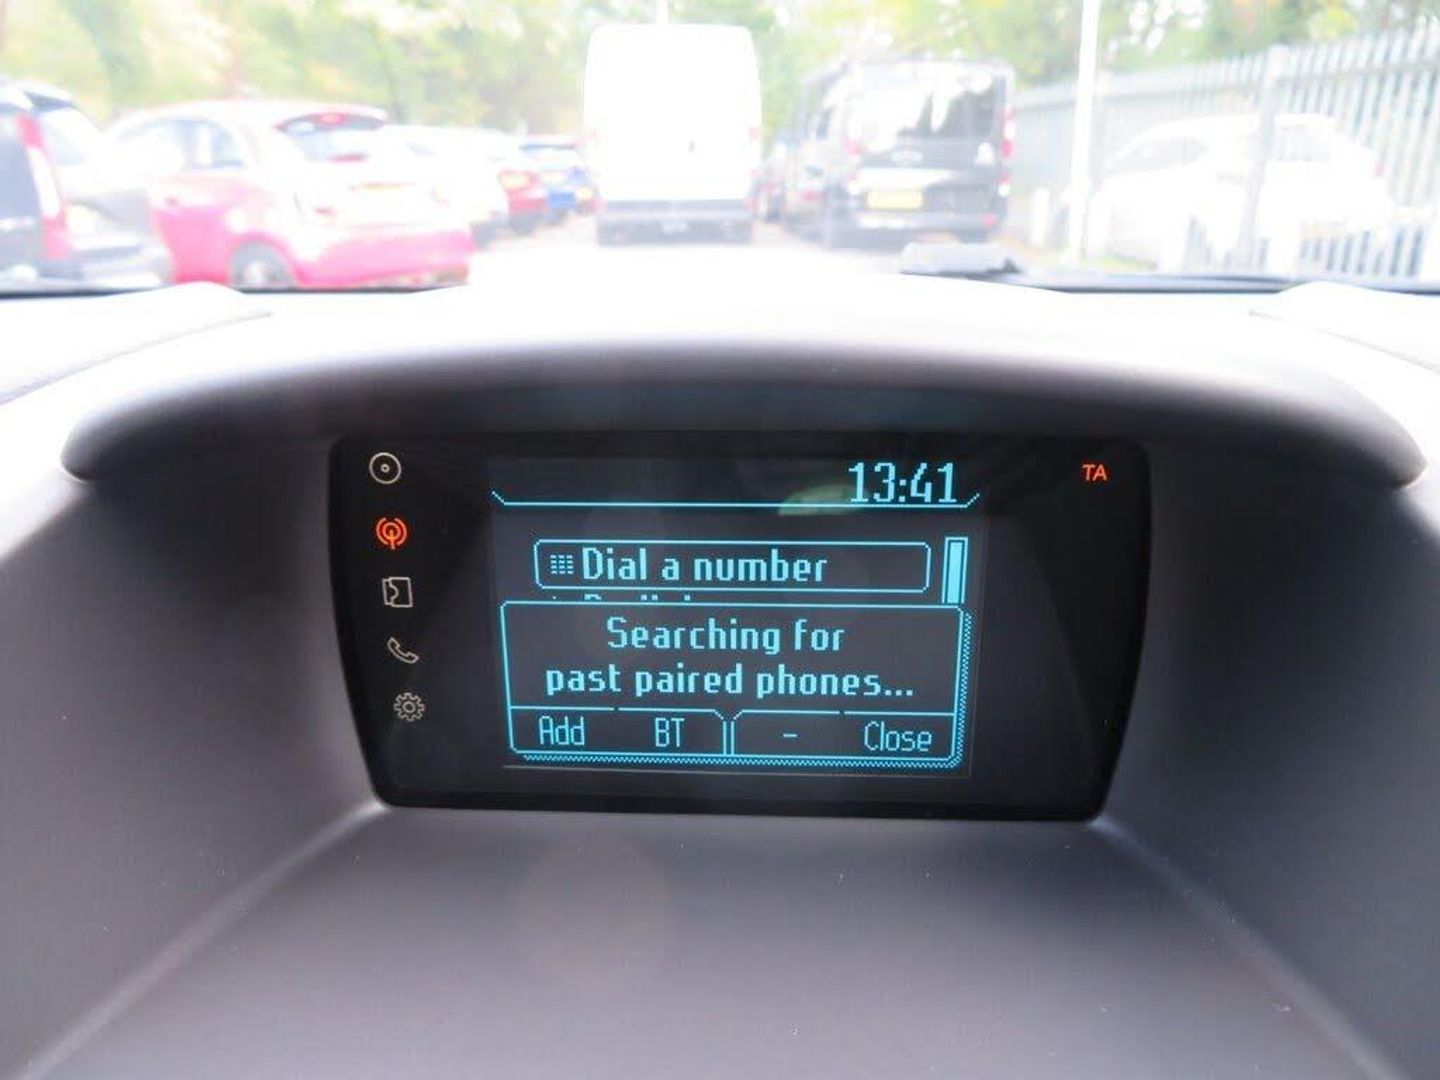 13:41
TA
Dial a number
Searching for
past paired phones...
Add BT - Close